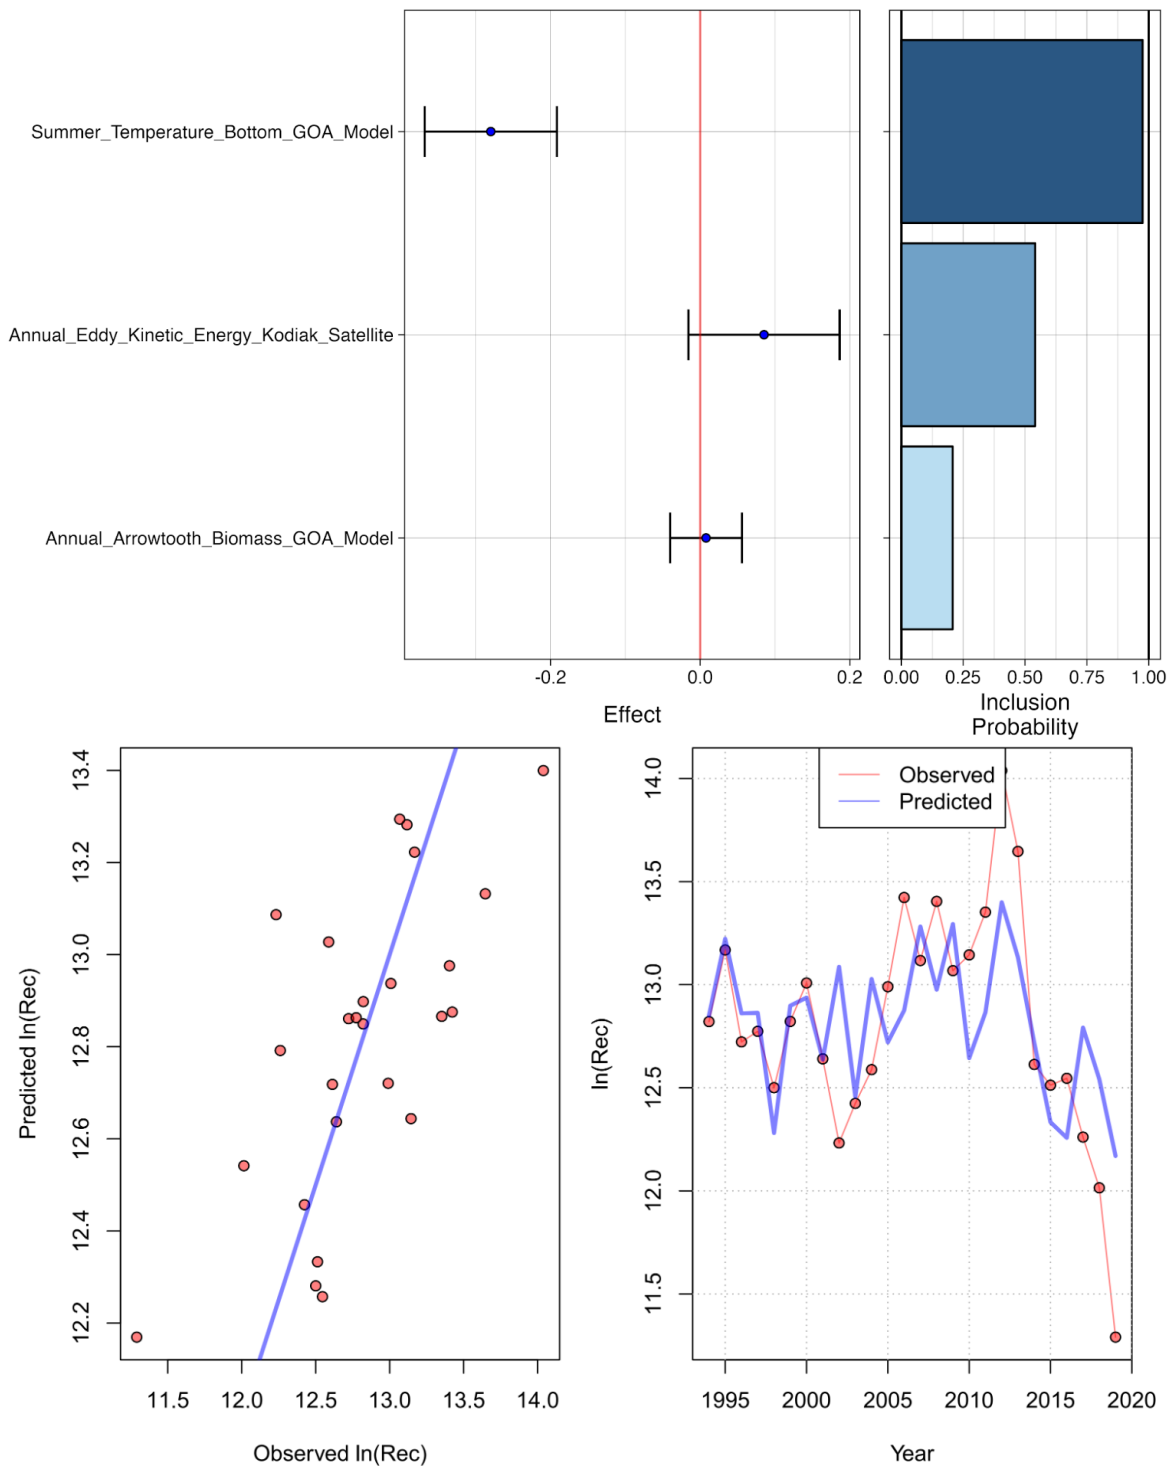 Summer_Temperature_Bottom_GOA_Model
Annual_Eddy_Kinetic_Energy_Kodiak_Satellite
Annual_Arrowtooth_Biomass_GOA_Model
-0.2 0.0 0.2
Effect
0.00 0.25 0.50 0.75 1.00
Inclusion
Probability
13.4
13.2
13.0
12.8
12.6
12.4
12.2
Predicted ln(Rec)
11.5 12.0 12.5 13.0 13.5 14.0
Observed ln(Rec)
Observed
Predicted
14.0
13.5
13.0
12.5
12.0
11.5
ln(Rec)
1995 2000 2005 2010 2015 2020
Year